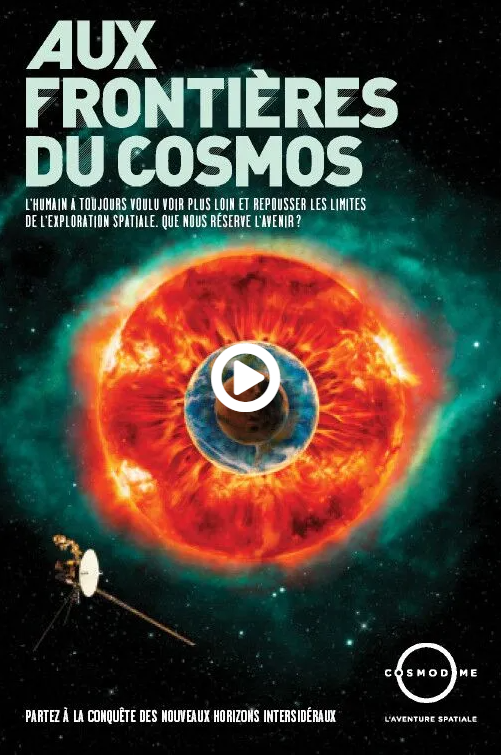 AUX
FRONTIÈRES
DU COSMOS
L'HUMAIN A TOUJOURS VOULU VOIR PLUS LOIN ET REPOUSSER LES LIMITES
DE L'EXPLORATION SPATIALE. QUE NOUS RÉSERVE L'AVENIR ?
COSMODOME
L'AVENTURE SPATIALE
PARTEZ À LA CONQUÊTE DES NOUVEAUX HORIZONS INTERSIDÉRAUX